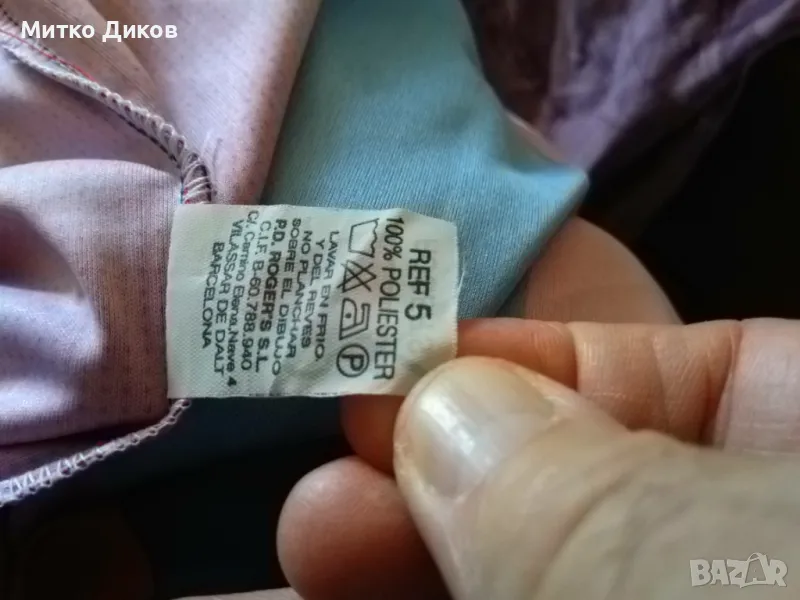 Митко Диков
REF 5
100% POLIESTER
P
LAVAR EN FRIO
Y DEL REVES
NO PLANCHAR
SOBRE EL DIBUJO
P.D. ROGER'S S.L.
C.I.F. B-60.788.940
C/. Camino Elena, Nave 4
VILASSAR DE DALT
BARCELONA
BAZAR